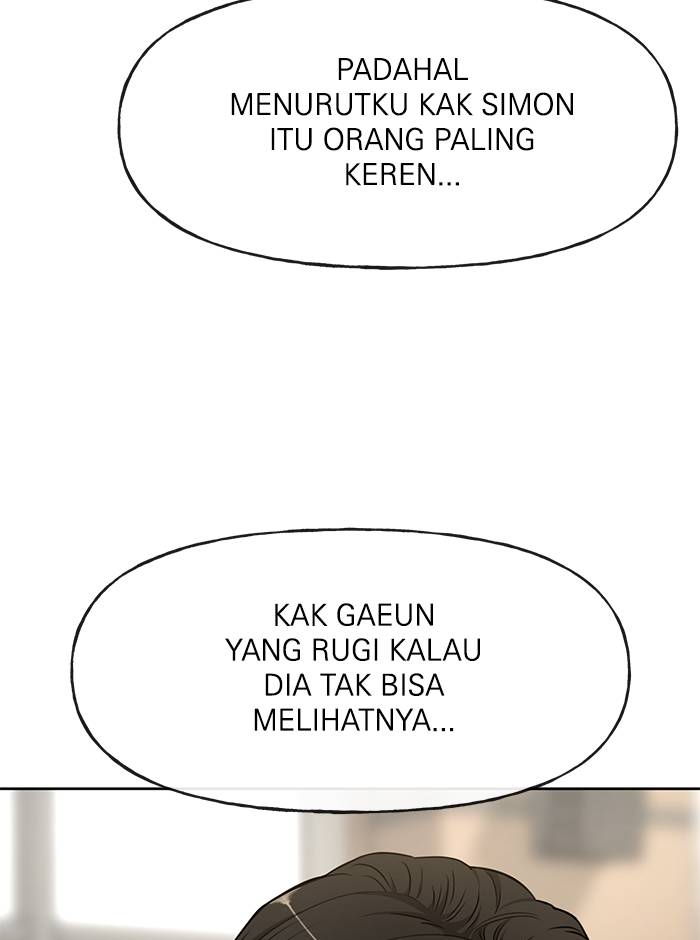 PADAHAL
MENURUTKU KAK SIMON
ITU ORANG PALING
KEREN...
KAK GAEUN
YANG RUGI KALAU
DIA TAK BISA
MELIHATNYA...